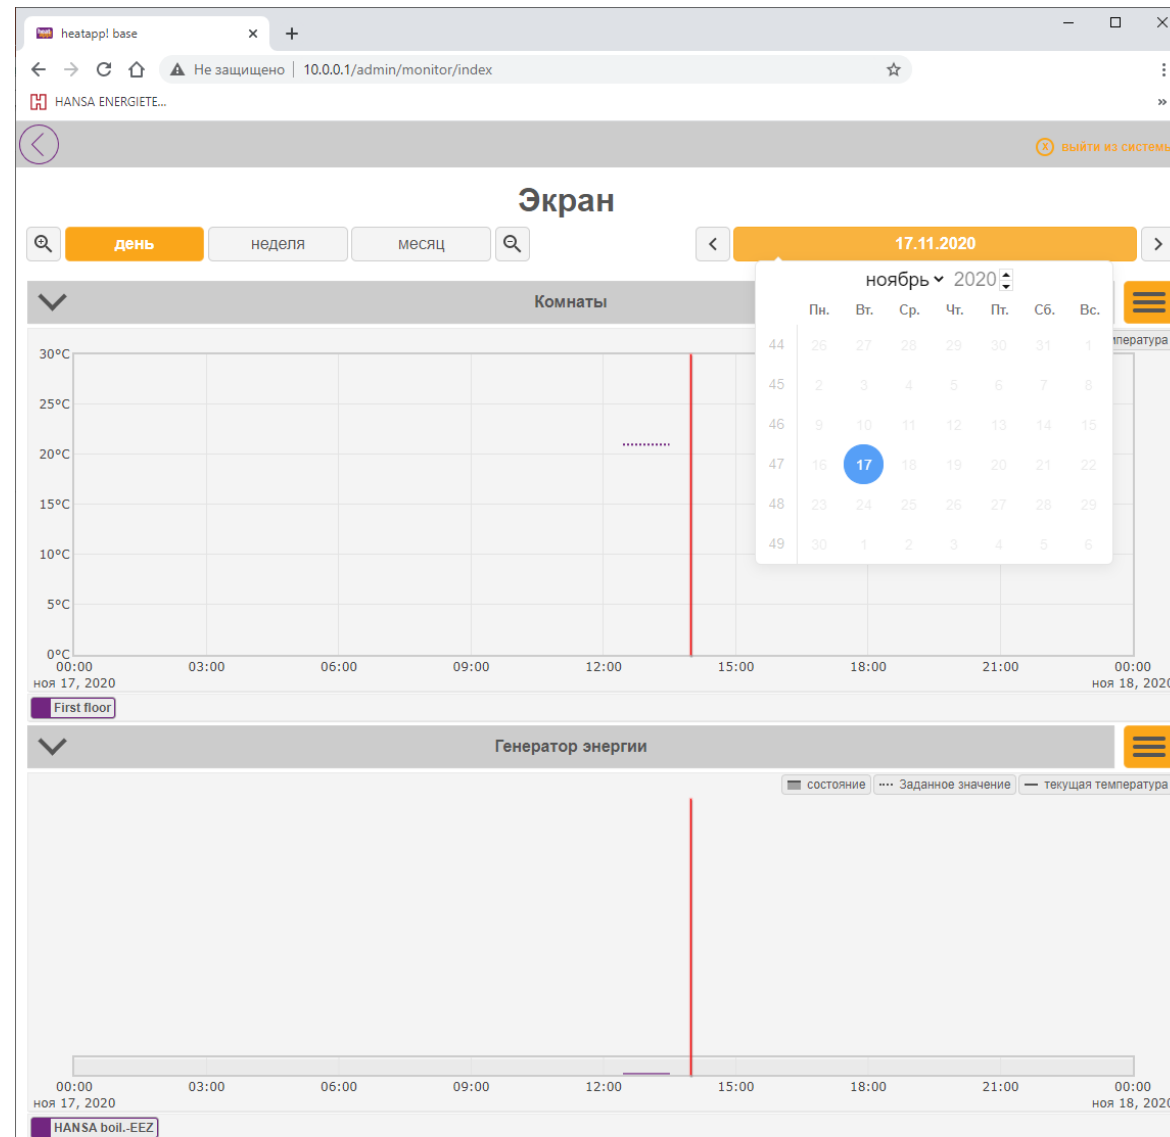 heatapp! base
Не защищено 10.0.0.1/admin/monitor/index
HANSA ENERGIETE...
выйти из системы
Экран
день неделя месяц 17.11.2020
ноябрь 2020
Комнаты
Пн. Вт. Ср. Чт. Пт. Сб. Вс.
44 26 27 28 29 30 31 1
45 2 3 4 5 6 7 8
46 9 10 11 12 13 14 15
47 16 17 18 19 20 21 22
48 23 24 25 26 27 28 29
49 30 1 2 3 4 5 6
пература
30°C
25°C
20°C
15°C
10°C
5°C
0°C
00:00 03:00 06:00 09:00 12:00 15:00 18:00 21:00 00:00
ноя 17, 2020 ноя 18, 2020
First floor
Генератор энергии
состояние Заданное значение текущая температура
00:00 03:00 06:00 09:00 12:00 15:00 18:00 21:00 00:00
ноя 17, 2020 ноя 18, 2020
HANSA boil.-EEZ